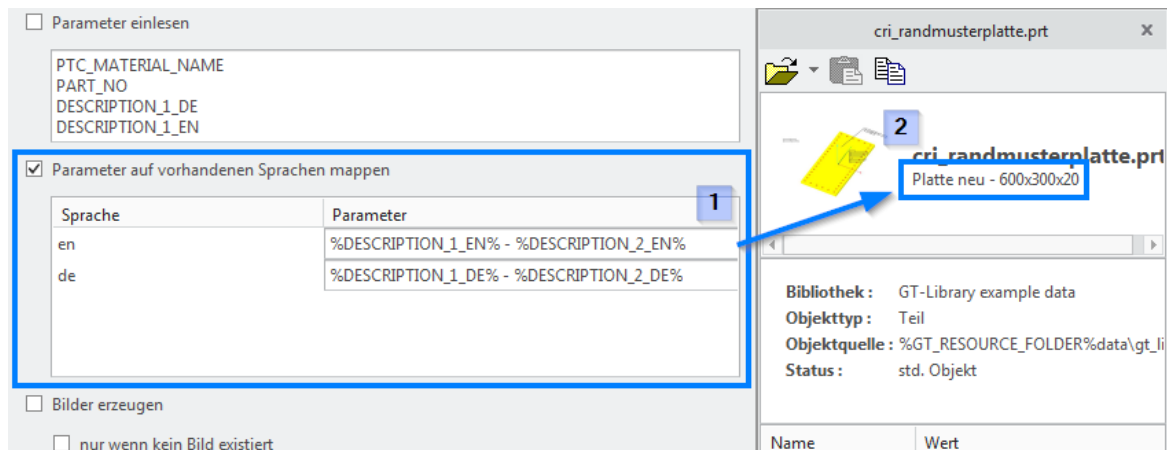 Parameter einlesen
PTC_MATERIAL_NAME
PART_NO
DESCRIPTION_1_DE
DESCRIPTION_1_EN
Parameter auf vorhandenen Sprachen mappen
1
Sprache Parameter
en %DESCRIPTION_1_EN% - %DESCRIPTION_2_EN%
de %DESCRIPTION_1_DE% - %DESCRIPTION_2_DE%
Bilder erzeugen
nur wenn kein Bild existiert
cri_randmusterplatte.prt x
2
cri_randmusterplatte.prt
Platte neu - 600x300x20
Bibliothek : GT-Library example data
Objekttyp : Teil
Objektquelle : %GT_RESOURCE_FOLDER%data\gt_li
Status : std. Objekt
Name Wert